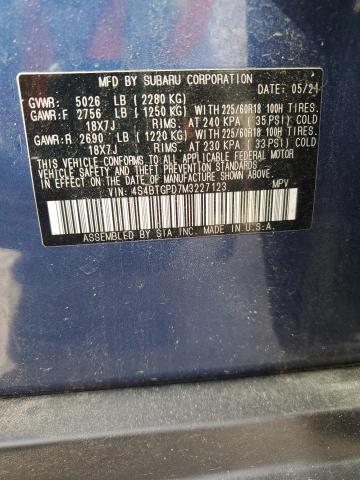 MFD BY SUBARU CORPORATION
DATE: 05/21
GVWR: 5026 LB (2280 KG)
GAWR:F 2756 LB (1250 KG) WITH 225/60R18 100H TIRES.
18X7J RIMS. AT 240 KPA (35 PSI) COLD
GAWR:R 2690 LB (1220 KG) WITH 225/60R18 100H TIRES.
18X7J RIMS. AT 230 KPA (33 PSI) COLD
THIS VEHICLE CONFORMS TO ALL APPLICABLE FEDERAL MOTOR
VEHICLE SAFETY STANDARDS IN EFFECT ON THE
DATE OF MANUFACTURE SHOWN ABOVE.
VIN: 4S4BTGPD7M3227123 MPV
ASSEMBLED BY SIA INC. IN U.S.A.